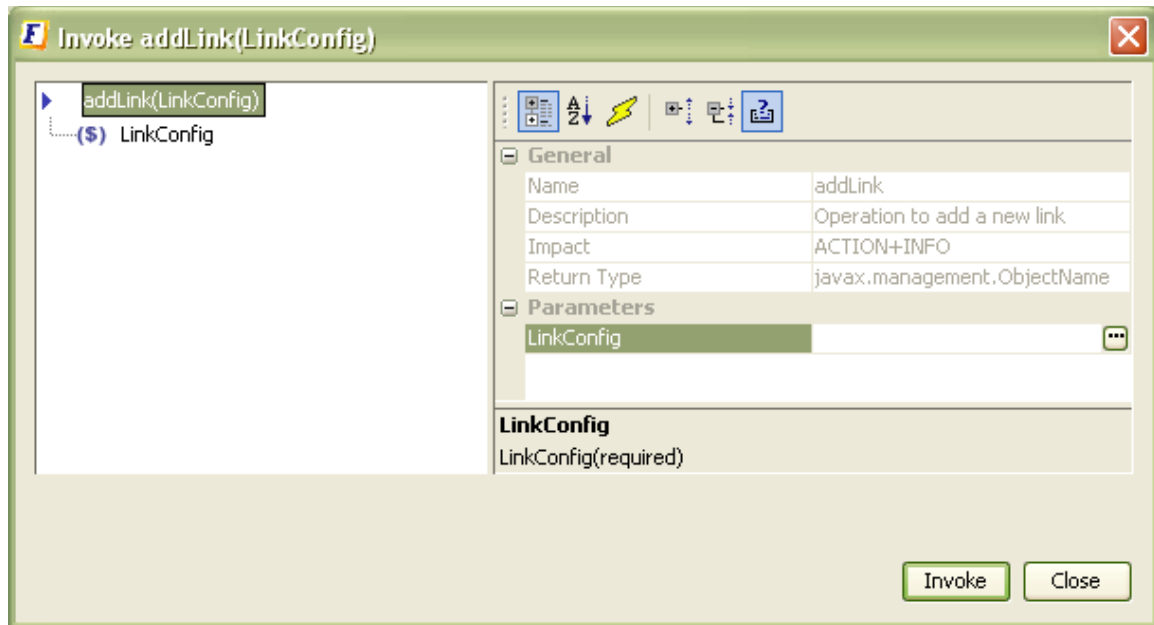 Invoke addLink(LinkConfig)
addLink(LinkConfig)
($) LinkConfig
General
Name addLink
Description Operation to add a new link
Impact ACTION+INFO
Return Type javax.management.ObjectName
Parameters
LinkConfig
LinkConfig
LinkConfig(required)
Invoke Close